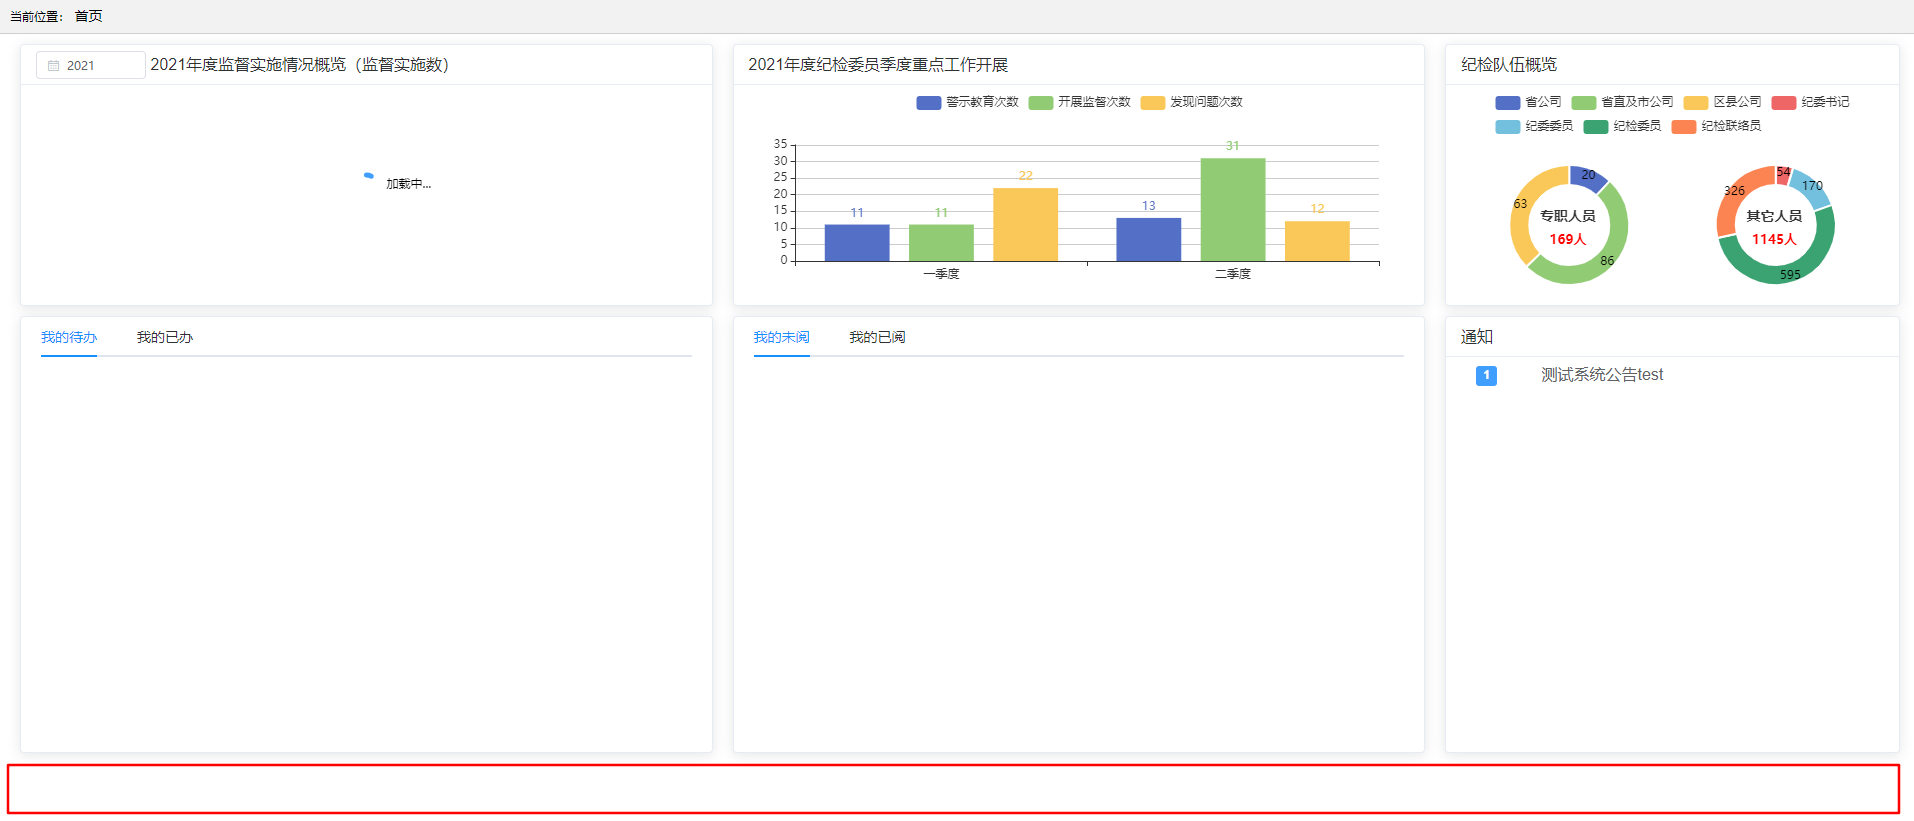 当前位置： 首页
2021 2021年度监督实施情况概览（监督实施数）
加载中...
2021年度纪检委员季度重点工作开展
警示教育次数 开展监督次数 发现问题次数
35
30
25
20
15
10
5
0
11
11
22
13
31
12
一季度
二季度
纪检队伍概览
省公司 省直及市公司 区县公司 纪委书记
纪委委员 纪检委员 纪检联络员
20
63
专职人员
169人
86
54
170
326
其它人员
1145人
595
我的待办 我的已办
我的未阅 我的已阅
通知
1 测试系统公告test